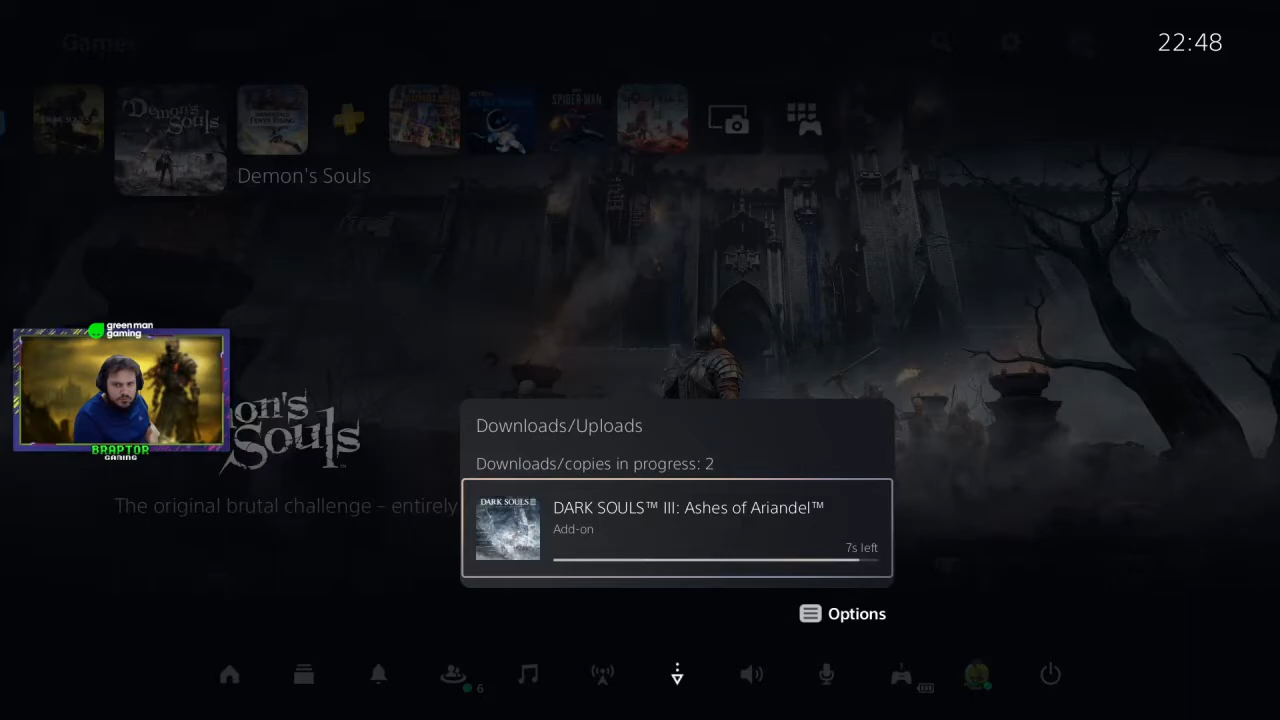 Games
22:48
Demon's Souls
SPIDER-MAN
Demon's Souls
green man
gaming
BRAPTOR
GAMING
on's
Souls
The original brutal challenge – entirely
Downloads/Uploads
Downloads/copies in progress: 2
DARK SOULS III
DARK SOULS™ III: Ashes of Ariandel™
Add-on
7s left
Options
6